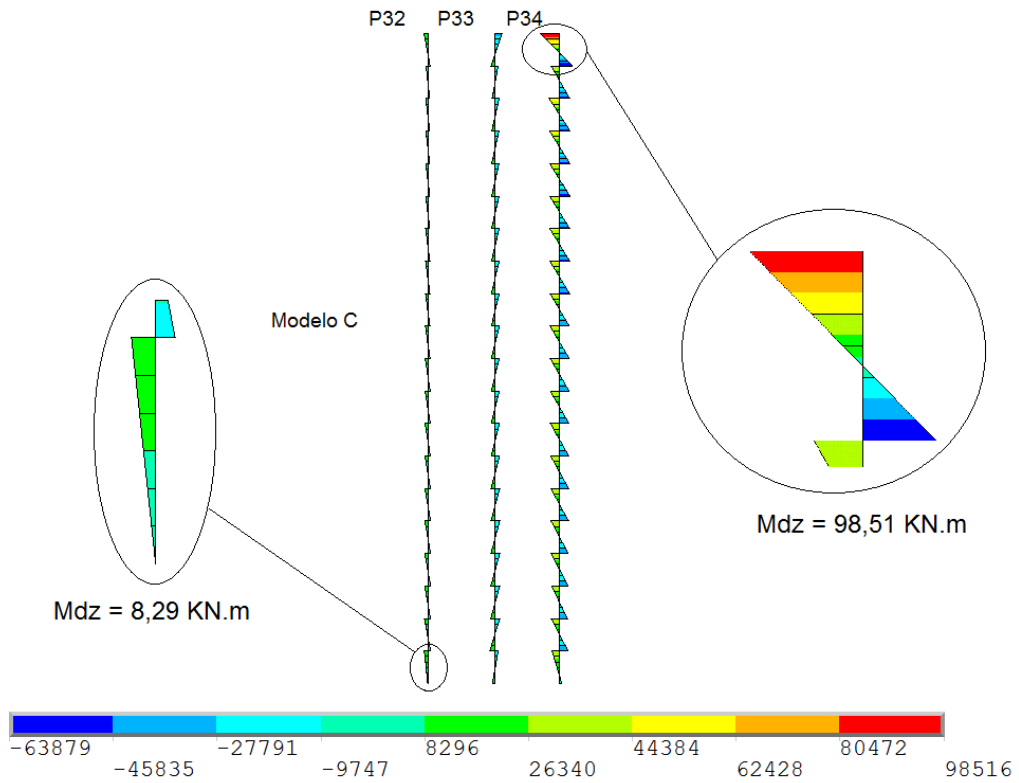 P32 P33 P34
Modelo C
Mdz = 98,51 KN.m
Mdz = 8,29 KN.m
-63879 -27791 8296 44384 80472
-45835 -9747 26340 62428 98516